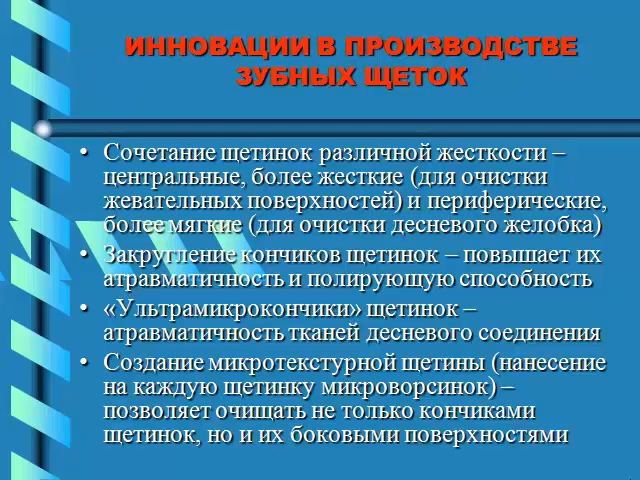 ИННОВАЦИИ В ПРОИЗВОДСТВЕ
ЗУБНЫХ ЩЕТОК
• Сочетание щетинок различной жесткости –
центральные, более жесткие (для очистки
жевательных поверхностей) и периферические,
более мягкие (для очистки десневого желобка)
• Закругление кончиков щетинок – повышает их
атравматичность и полирующую способность
• «Ультрамикрокончики» щетинок –
атравматичность тканей десневого соединения
• Создание микротекстурной щетины (нанесение
на каждую щетинку микроворсинок) –
позволяет очищать не только кончиками
щетинок, но и их боковыми поверхностями